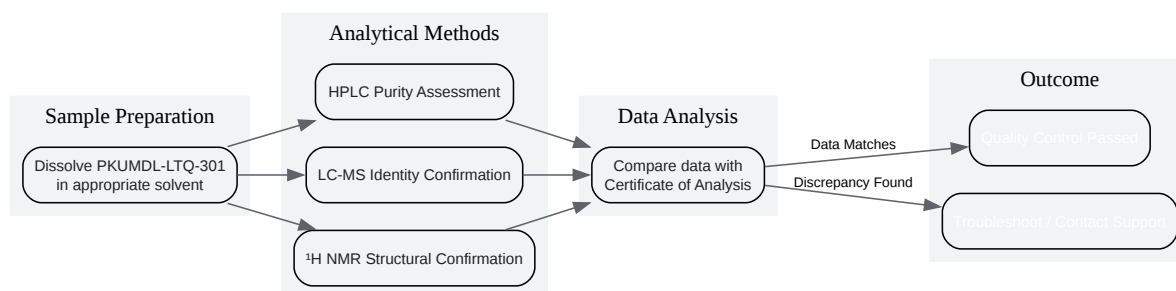 Sample Preparation
Dissolve PKUMDL-LTQ-301
in appropriate solvent
Analytical Methods
HPLC Purity Assessment
LC-MS Identity Confirmation
¹H NMR Structural Confirmation
Data Analysis
Compare data with
Certificate of Analysis
Data Matches
Discrepancy Found
Outcome
Quality Control Passed
Troubleshoot / Contact Support